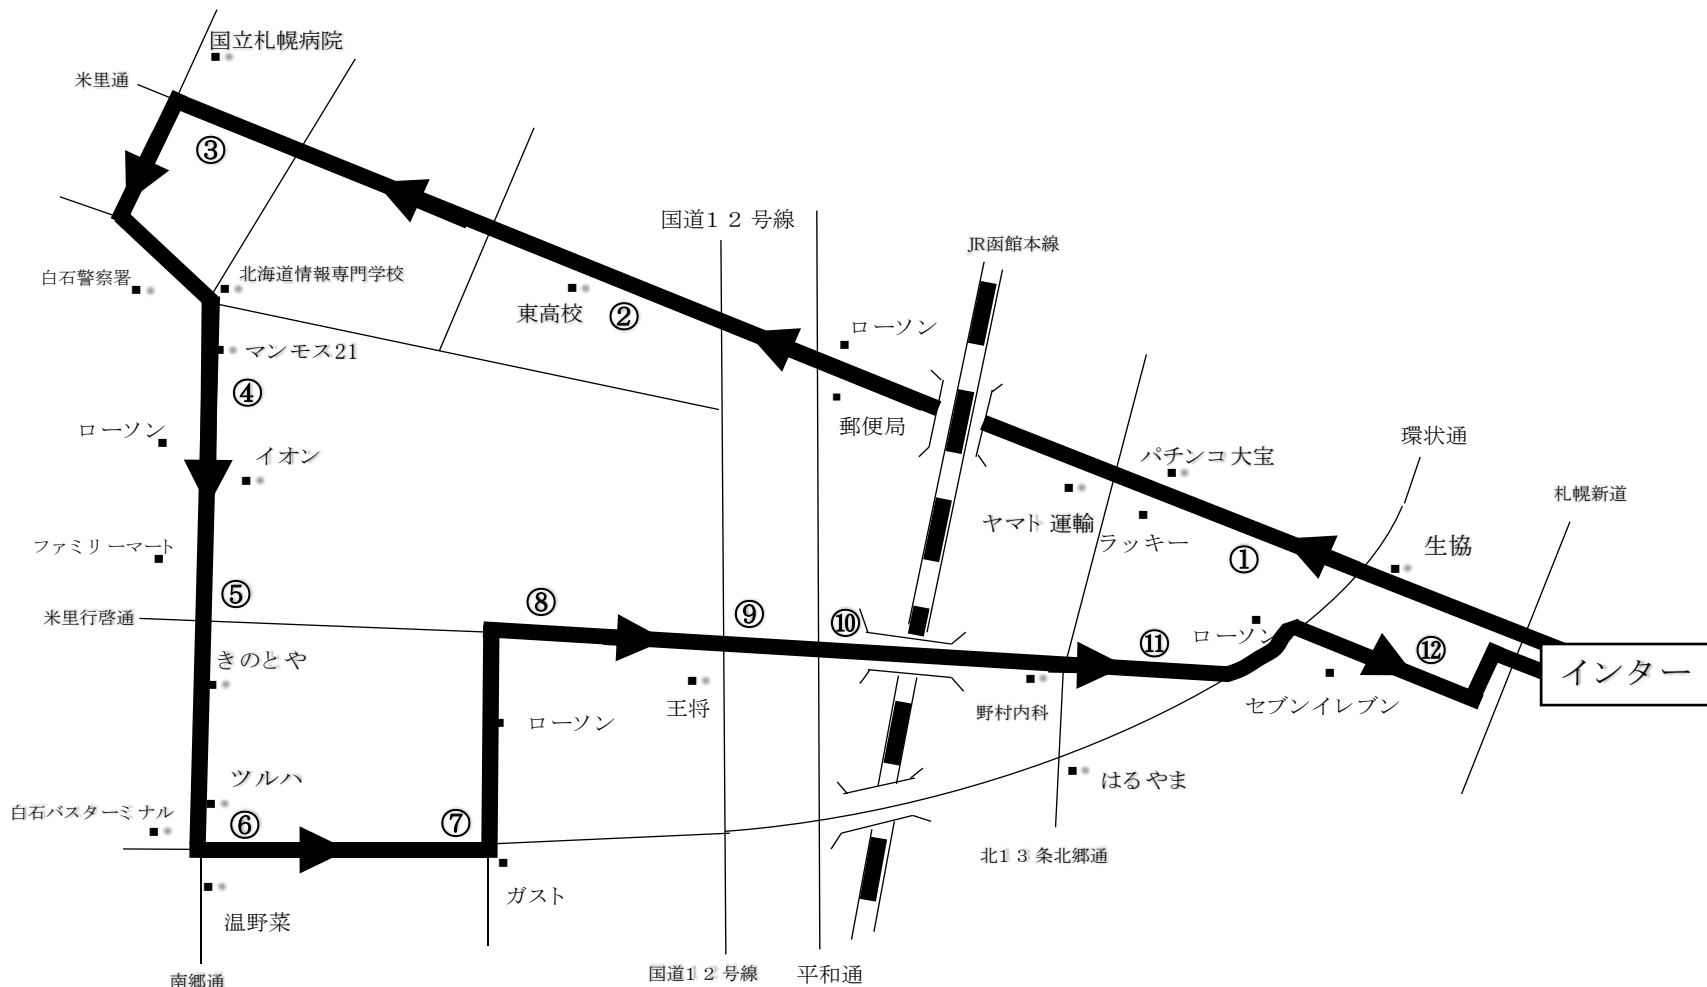 国立札幌病院
米里通
③
国道１２号線
JR函館本線
白石警察署
北海道情報専門学校
東高校
②
ローソン
マンモス21
④
郵便局
ローソン
イオン
パチンコ大宝
環状通
札幌新道
ヤマト運輸
ラッキー
①
生協
ファミリーマート
⑤
⑧
⑨
⑩
米里行啓通
⑪
ローソン
⑫
インター
きのとや
王将
ローソン
野村内科
セブンイレブン
ツルハ
はるやま
白石バスターミナル
⑥
⑦
北１３条北郷通
ガスト
温野菜
南郷通
国道１２号線
平和通